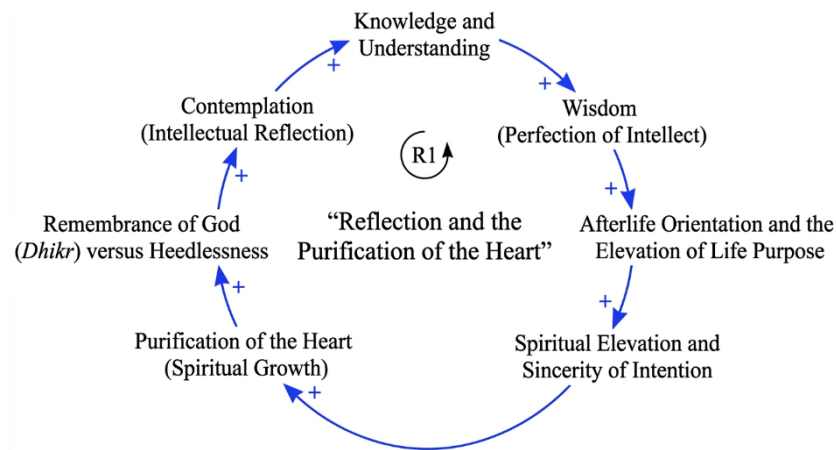 Knowledge and
Understanding
+
+
Contemplation
(Intellectual Reflection)
Wisdom
(Perfection of Intellect)
R1
+
+
Remembrance of God
(Dhikr) versus Heedlessness
“Reflection and the
Purification of the Heart”
Afterlife Orientation and the
Elevation of Life Purpose
+
+
Purification of the Heart
(Spiritual Growth)
Spiritual Elevation and
Sincerity of Intention
+